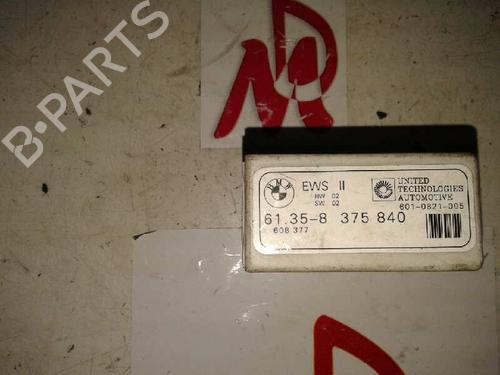 B-PARTS
BMW
EWS II
HW 02
SW 02
UNITED
TECHNOLOGIES
AUTOMOTIVE
601-0821-005
61.35-8 375 840
608 377